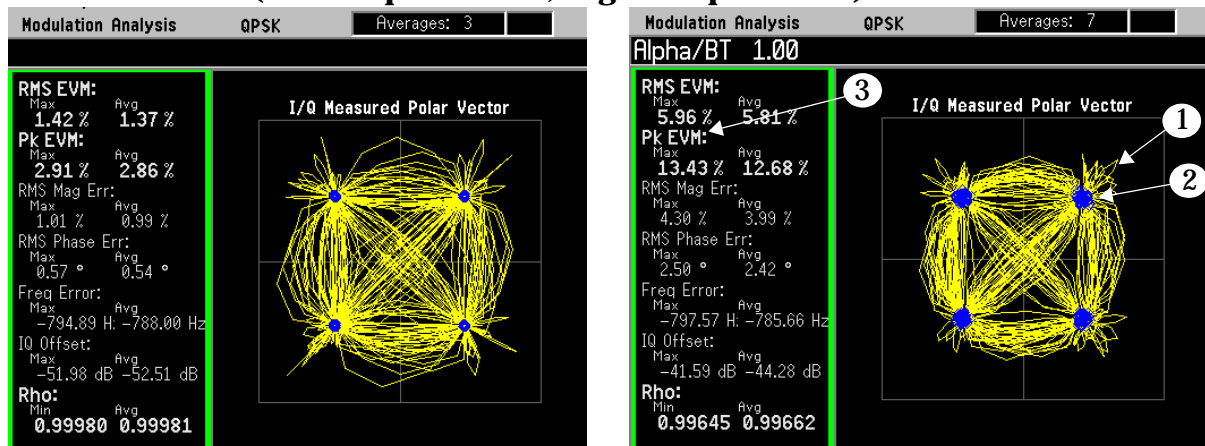 Modulation Analysis QPSK Averages: 3
RMS EVM:
Max Avg
1.42 % 1.37 %
Pk EVM:
Max Avg
2.91 % 2.86 %
RMS Mag Err:
Max Avg
1.01 % 0.99 %
RMS Phase Err:
Max Avg
0.57 ° 0.54 °
Freq Error:
Max Avg
-794.89 H: -788.00 Hz
IQ Offset:
Max Avg
-51.98 dB -52.51 dB
Rho:
Min Avg
0.99980 0.99981
I/Q Measured Polar Vector
Modulation Analysis QPSK Averages: 7
Alpha/BT 1.00
RMS EVM:
Max Avg
5.96 % 5.81 %
Pk EVM:
Max Avg
13.43 % 12.68 %
RMS Mag Err:
Max Avg
4.30 % 3.99 %
RMS Phase Err:
Max Avg
2.50 ° 2.42 °
Freq Error:
Max Avg
-797.57 H: -785.66 Hz
IQ Offset:
Max Avg
-41.59 dB -44.28 dB
Rho:
Min Avg
0.99645 0.99662
I/Q Measured Polar Vector
3
1
2